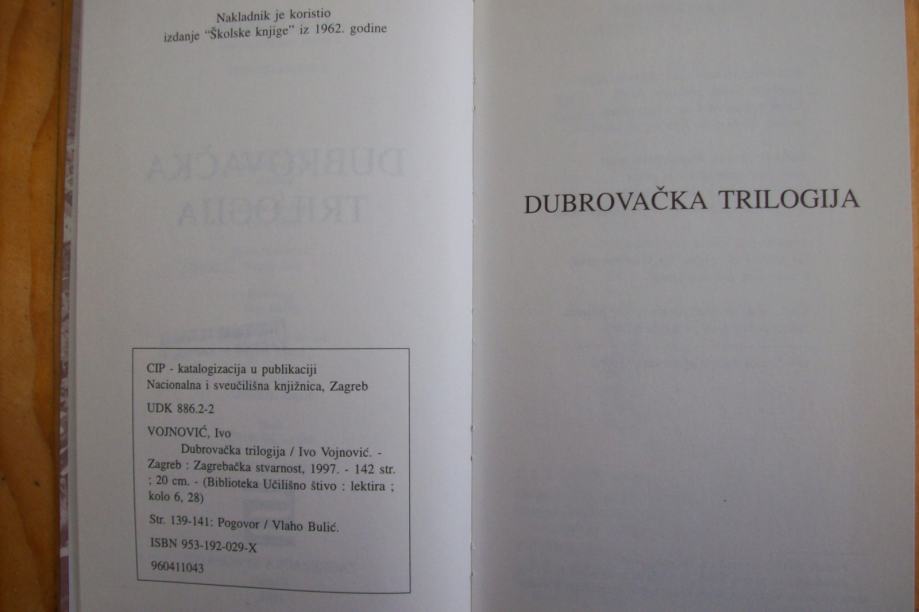 Nakladnik je koristio
izdanje "Školske knjige" iz 1962. godine
CIP - katalogizacija u publikaciji
Nacionalna i sveučilišna knjižnica, Zagreb
UDK 886.2-2
VOJNOVIĆ, Ivo
Dubrovačka trilogija / Ivo Vojnović. -
Zagreb : Zagrebačka stvarnost, 1997. - 142 str.
; 20 cm. - (Biblioteka Učilišno štivo : lektira ;
kolo 6, 28)
Str. 139-141: Pogovor / Vlaho Bulić.
ISBN 953-192-029-X
960411043
DUBROVAČKA TRILOGIJA